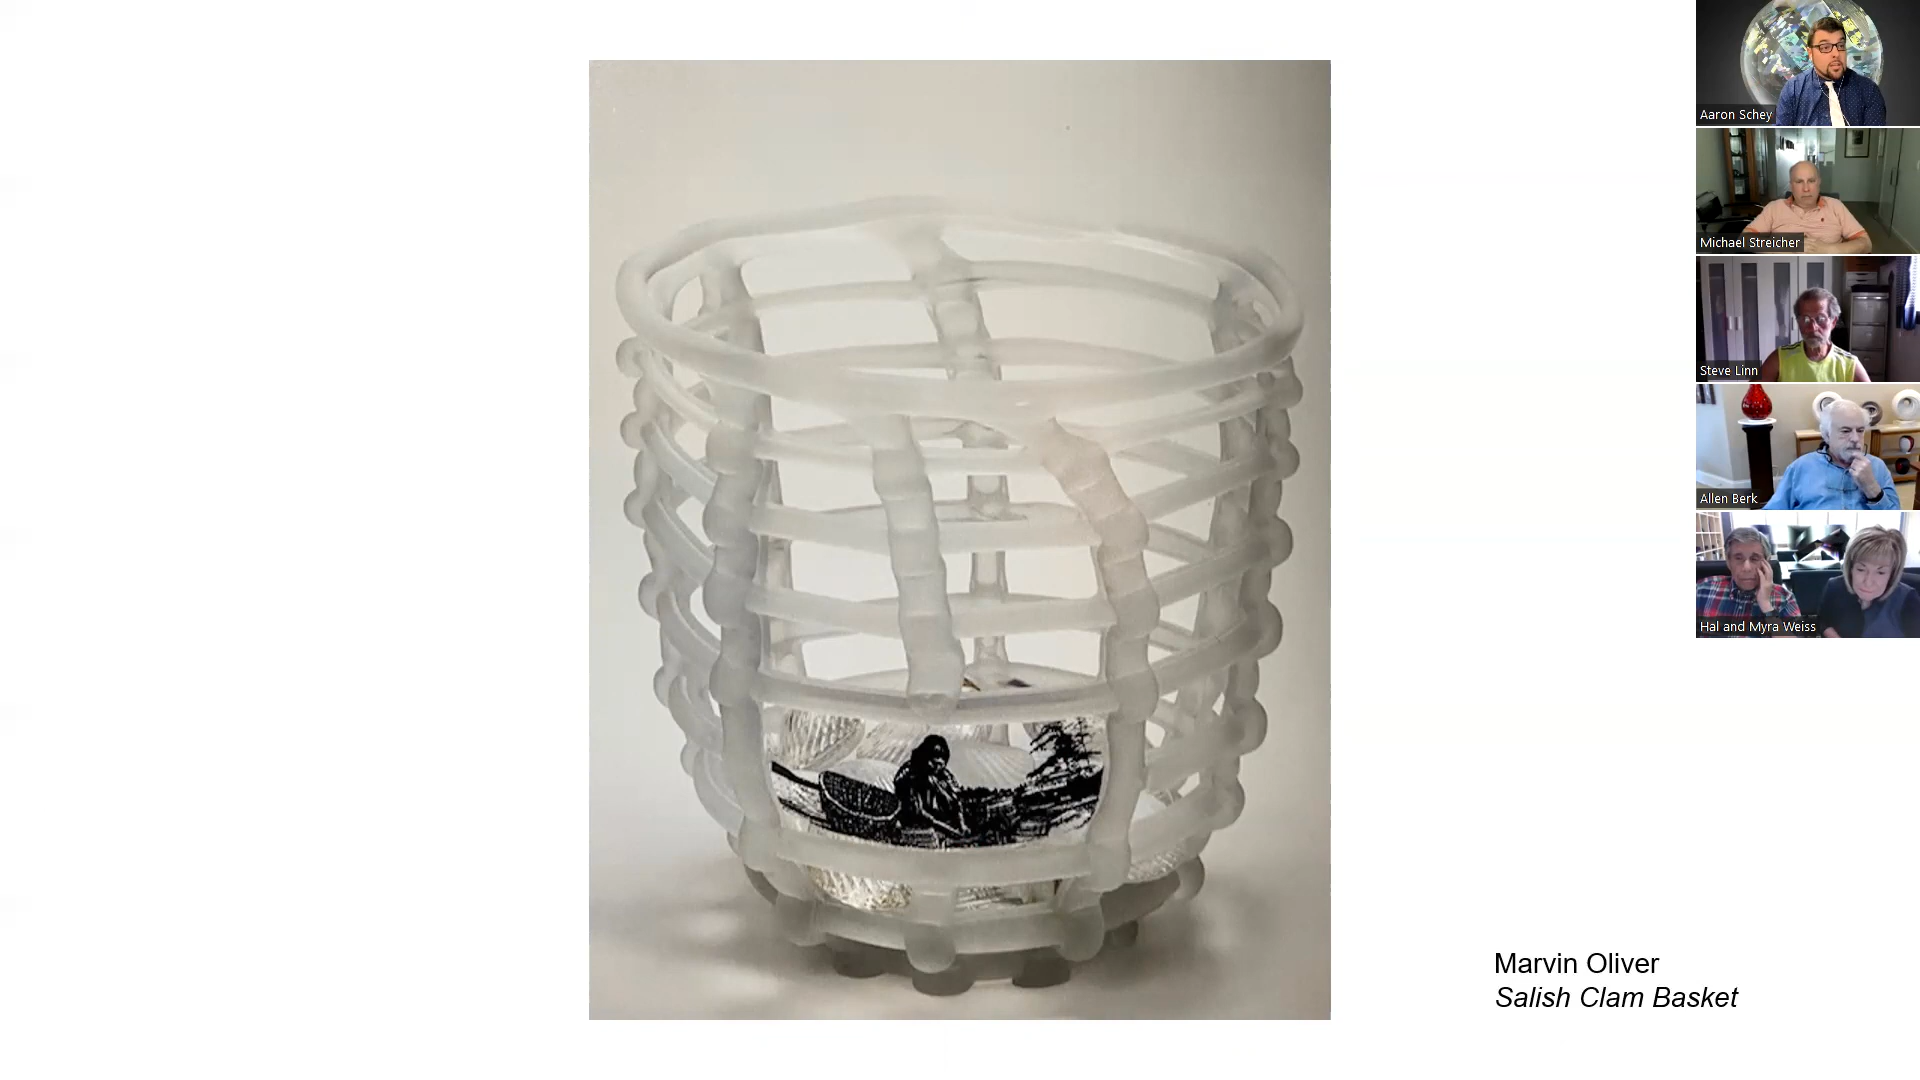 Aaron Schey
Michael Streicher
Steve Linn
Allen Berk
Hal and Myra Weiss
Marvin Oliver
Salish Clam Basket